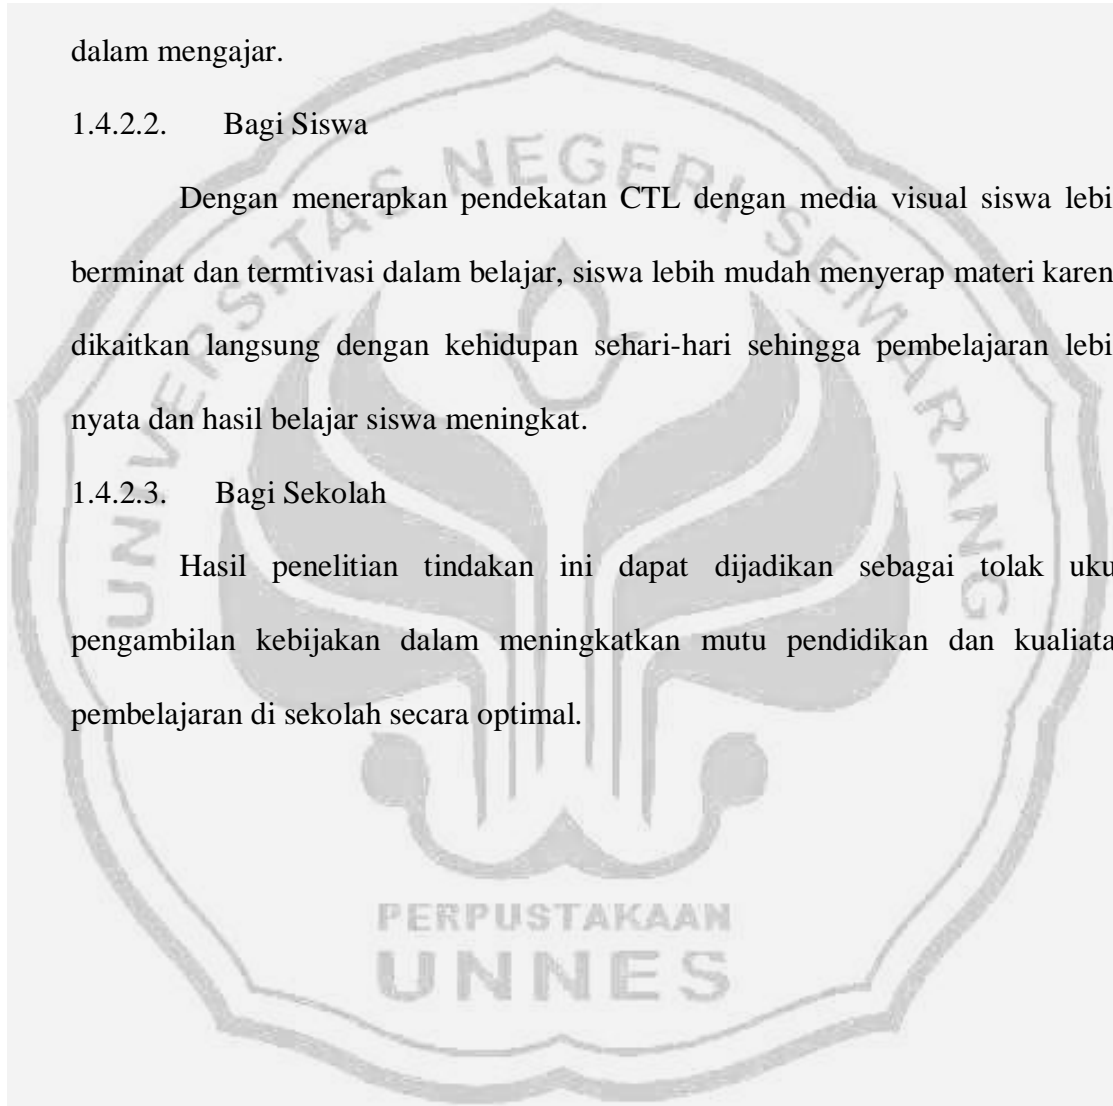 dalam mengajar.
1.4.2.2. Bagi Siswa
Dengan menerapkan pendekatan CTL dengan media visual siswa lebi
berminat dan termtivasi dalam belajar, siswa lebih mudah menyerap materi karen
dikaitkan langsung dengan kehidupan sehari-hari sehingga pembelajaran lebi
nyata dan hasil belajar siswa meningkat.
1.4.2.3. Bagi Sekolah
Hasil penelitian tindakan ini dapat dijadikan sebagai tolak uku
pengambilan kebijakan dalam meningkatkan mutu pendidikan dan kualiata
pembelajaran di sekolah secara optimal.
UNIVERSITAS NEGERI SEMARANG
PERPUSTAKAAN
UNNES